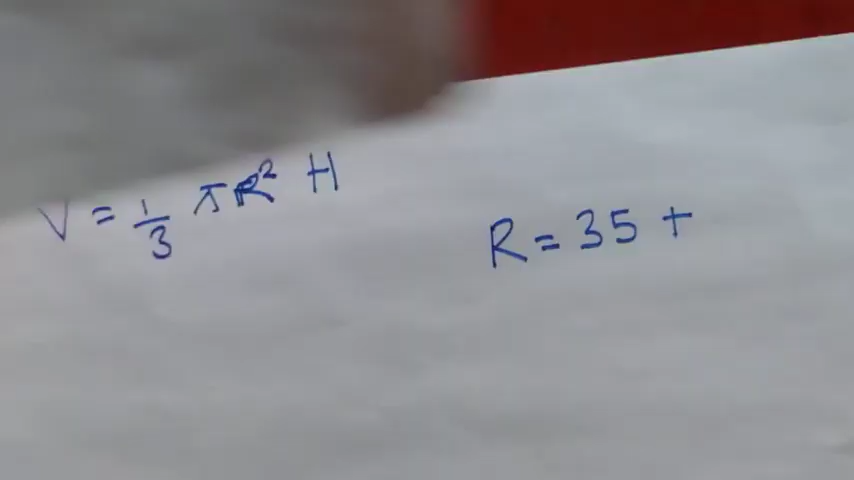 V = 1/3 πR² H
R = 35 +